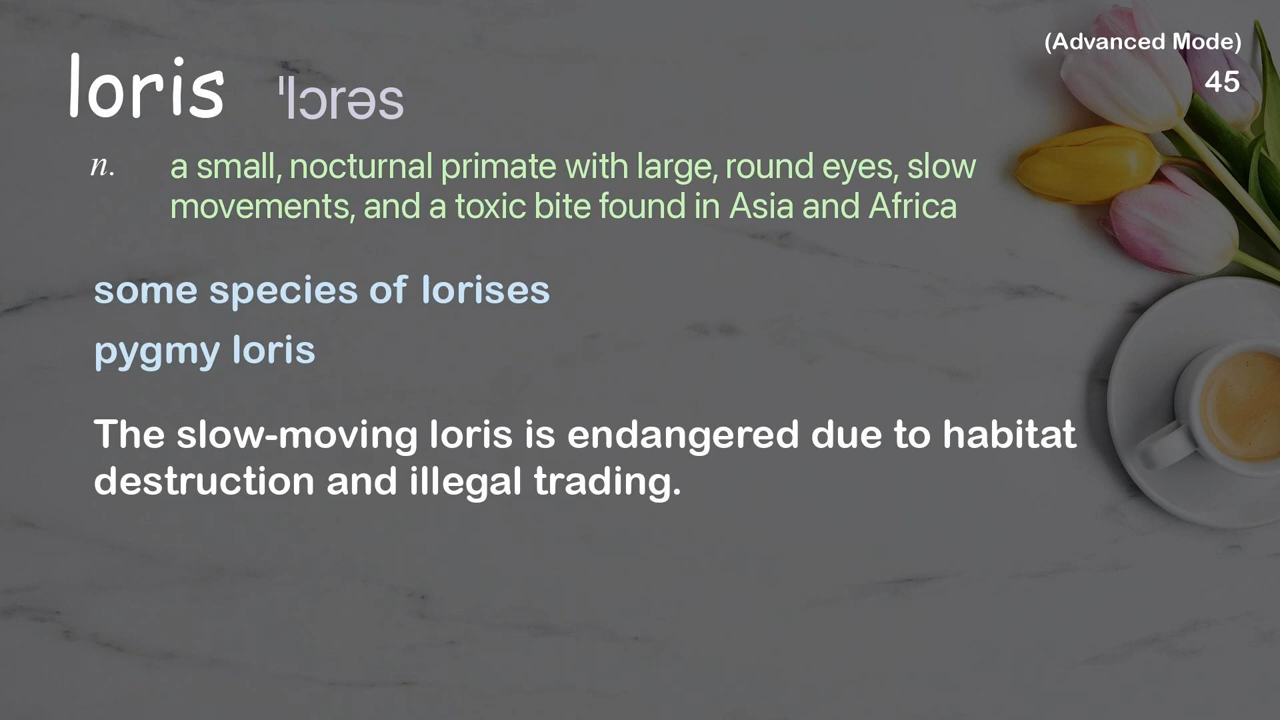 (Advanced Mode)
45
loris ˈlɔrəs
n. a small, nocturnal primate with large, round eyes, slow
movements, and a toxic bite found in Asia and Africa
some species of lorises
pygmy loris
The slow-moving loris is endangered due to habitat
destruction and illegal trading.